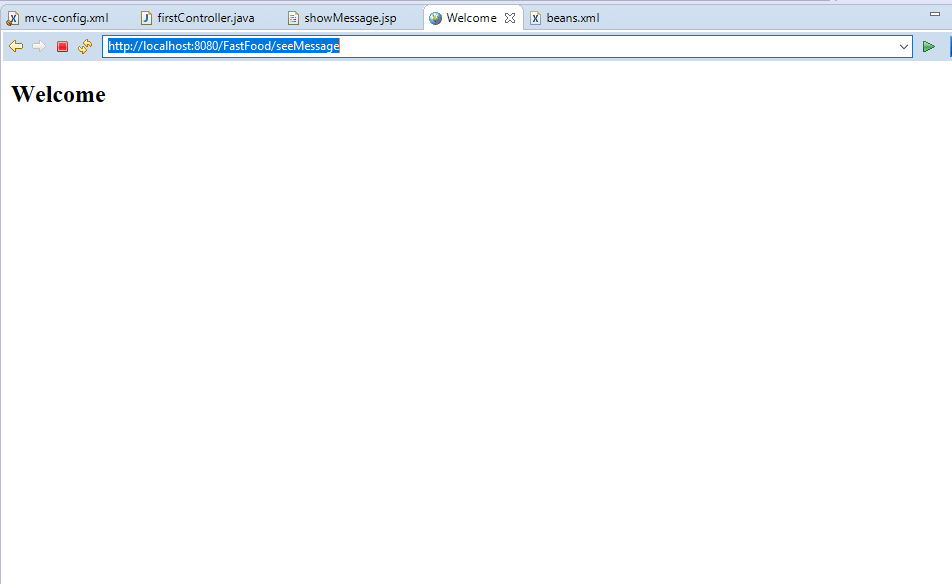 mvc-config.xml firstController.java showMessage.jsp Welcome beans.xml
http://localhost:8080/FastFood/seeMessage
Welcome